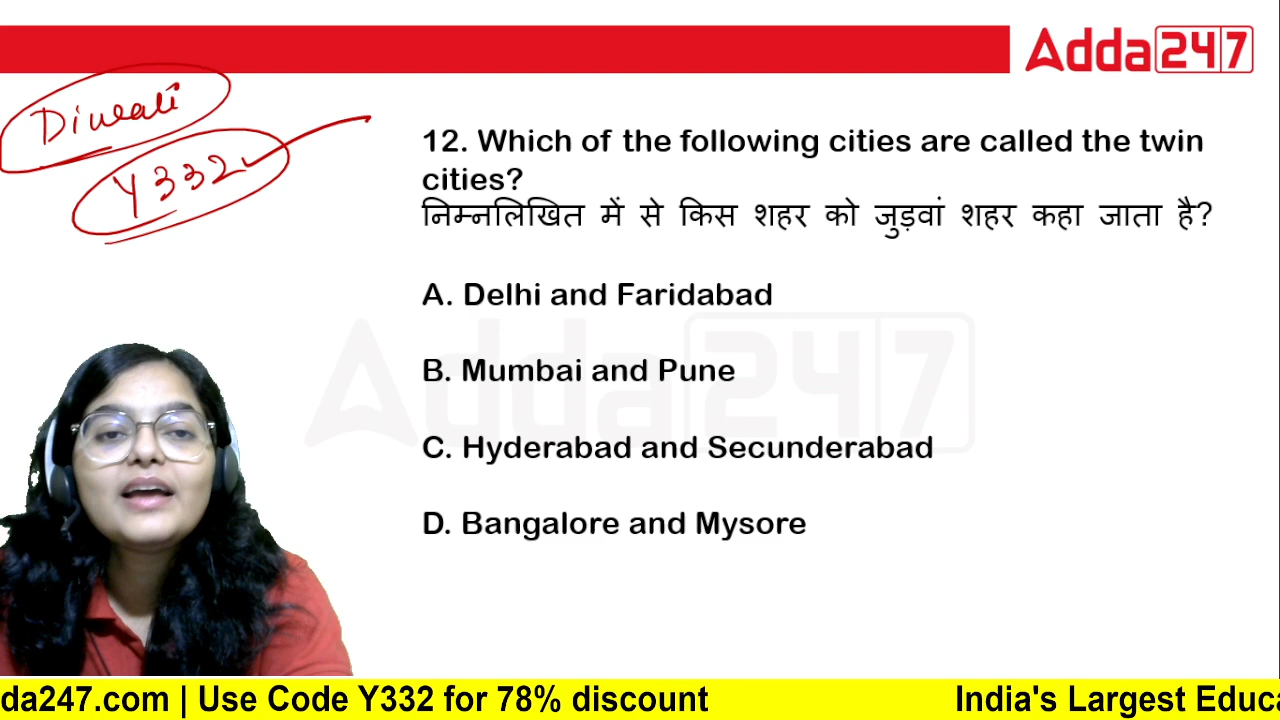 Adda247
Diwali
Y332
12. Which of the following cities are called the twin
cities?
निम्नलिखित में से किस शहर को जुड़वां शहर कहा जाता है?
A. Delhi and Faridabad
B. Mumbai and Pune
C. Hyderabad and Secunderabad
D. Bangalore and Mysore
Adda247
dda247.com | Use Code Y332 for 78% discount
India's Largest Educa